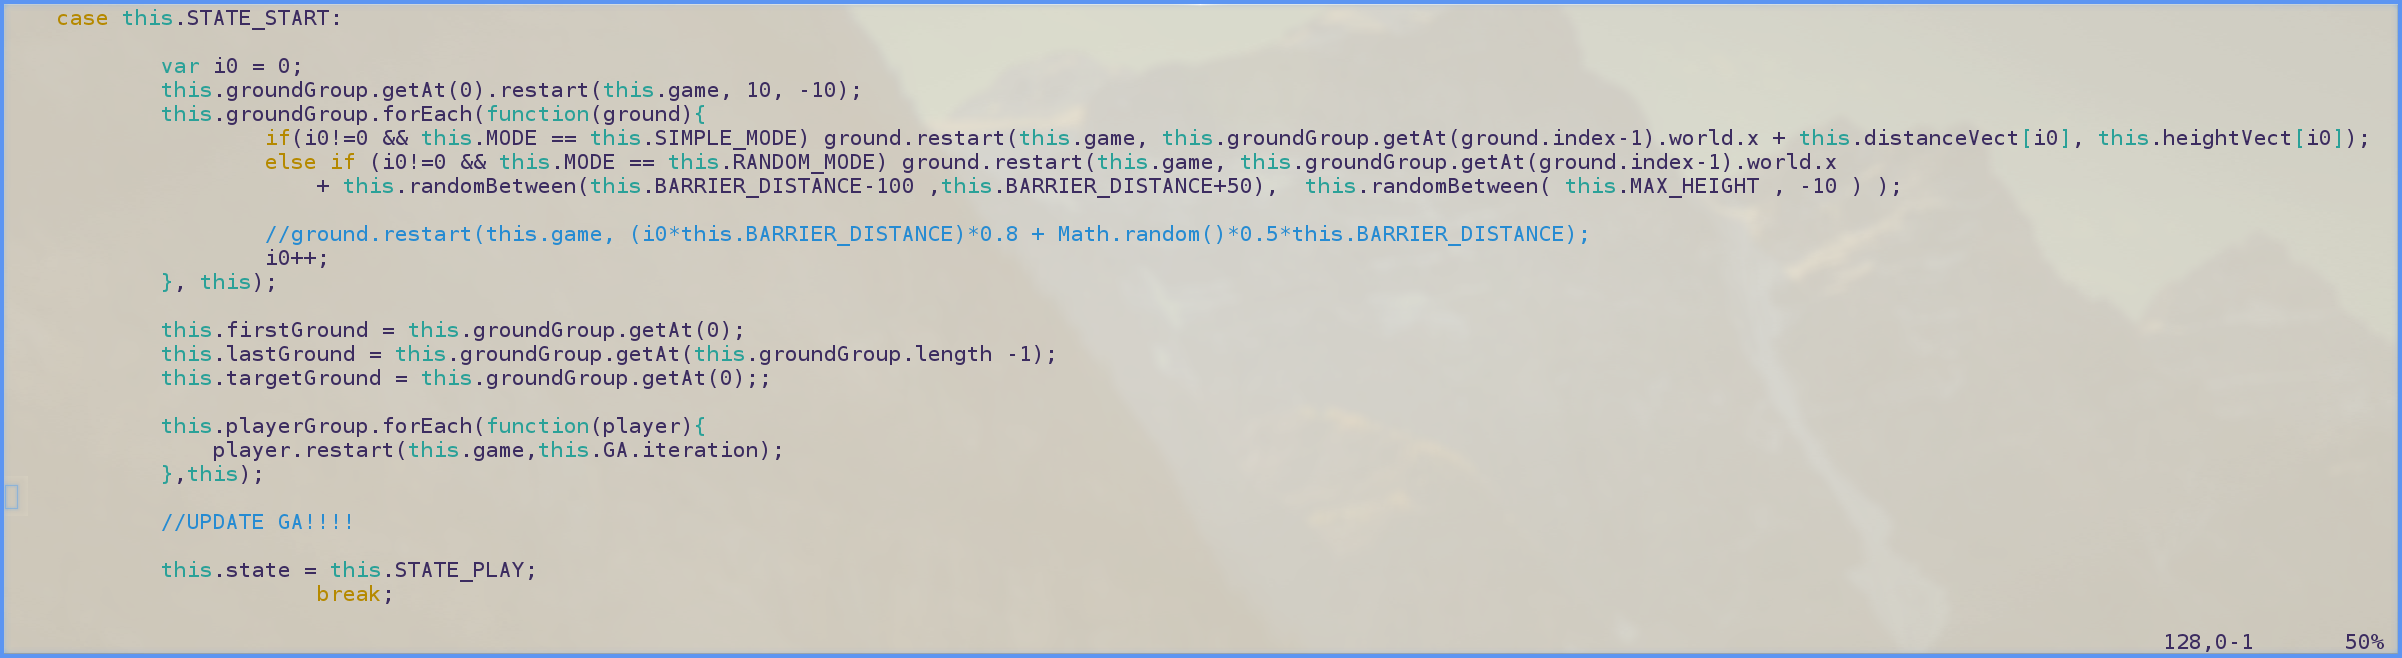 case this.STATE_START:
var i0 = 0;
this.groundGroup.getAt(0).restart(this.game, 10, -10);
this.groundGroup.forEach(function(ground){
if(i0!=0 && this.MODE == this.SIMPLE_MODE) ground.restart(this.game, this.groundGroup.getAt(ground.index-1).world.x + this.distanceVect[i0], this.heightVect[i0]);
else if (i0!=0 && this.MODE == this.RANDOM_MODE) ground.restart(this.game, this.groundGroup.getAt(ground.index-1).world.x
+ this.randomBetween(this.BARRIER_DISTANCE-100 ,this.BARRIER_DISTANCE+50),  this.randomBetween( this.MAX_HEIGHT , -10 ) );
//ground.restart(this.game, (i0*this.BARRIER_DISTANCE)*0.8 + Math.random()*0.5*this.BARRIER_DISTANCE);
i0++;
}, this);
this.firstGround = this.groundGroup.getAt(0);
this.lastGround = this.groundGroup.getAt(this.groundGroup.length -1);
this.targetGround = this.groundGroup.getAt(0);;
this.playerGroup.forEach(function(player){
player.restart(this.game,this.GA.iteration);
},this);
//UPDATE GA!!!!
this.state = this.STATE_PLAY;
break;
128,0-1 50%